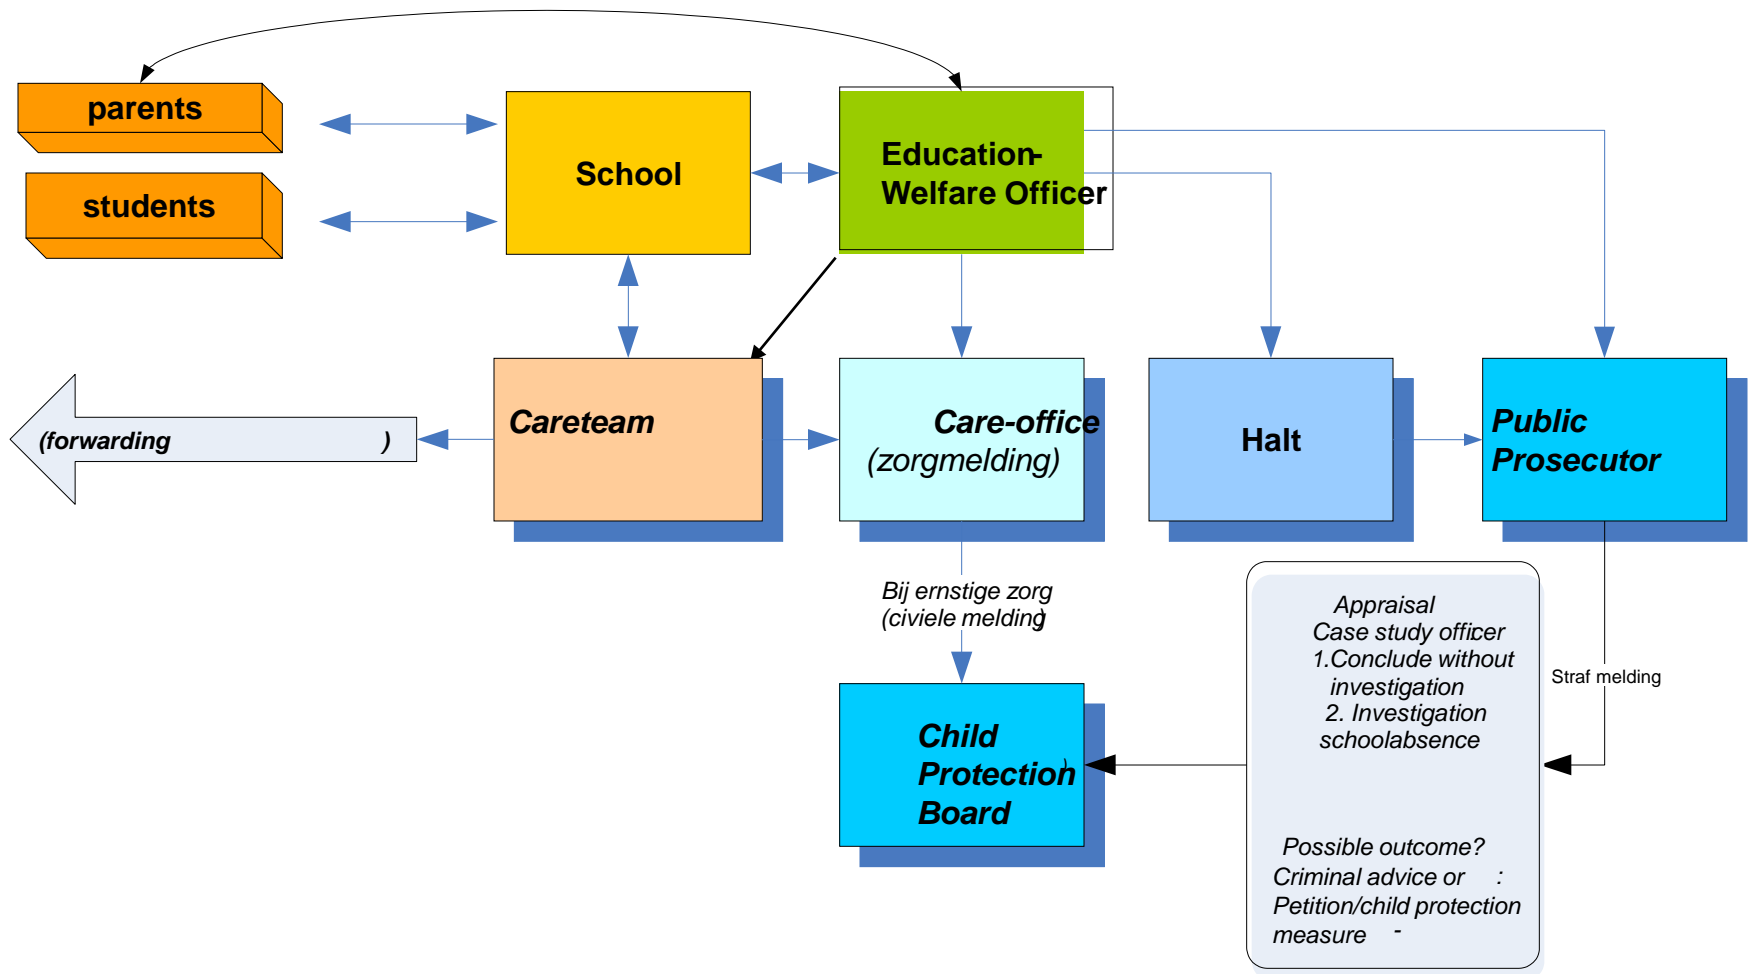 parents
students
School
Education-
Welfare Officer
(forwarding )
Careteam
Care-office
(zorgmelding)
Halt
Public
Prosecutor
Bij ernstige zorg
(civiele melding)
Child
Protection)
Board
Appraisal
Case study officer
1.Conclude without
investigation
2. Investigation
schoolabsence
Possible outcome?
Criminal advice or :
Petition/child protection
measure -
Straf melding